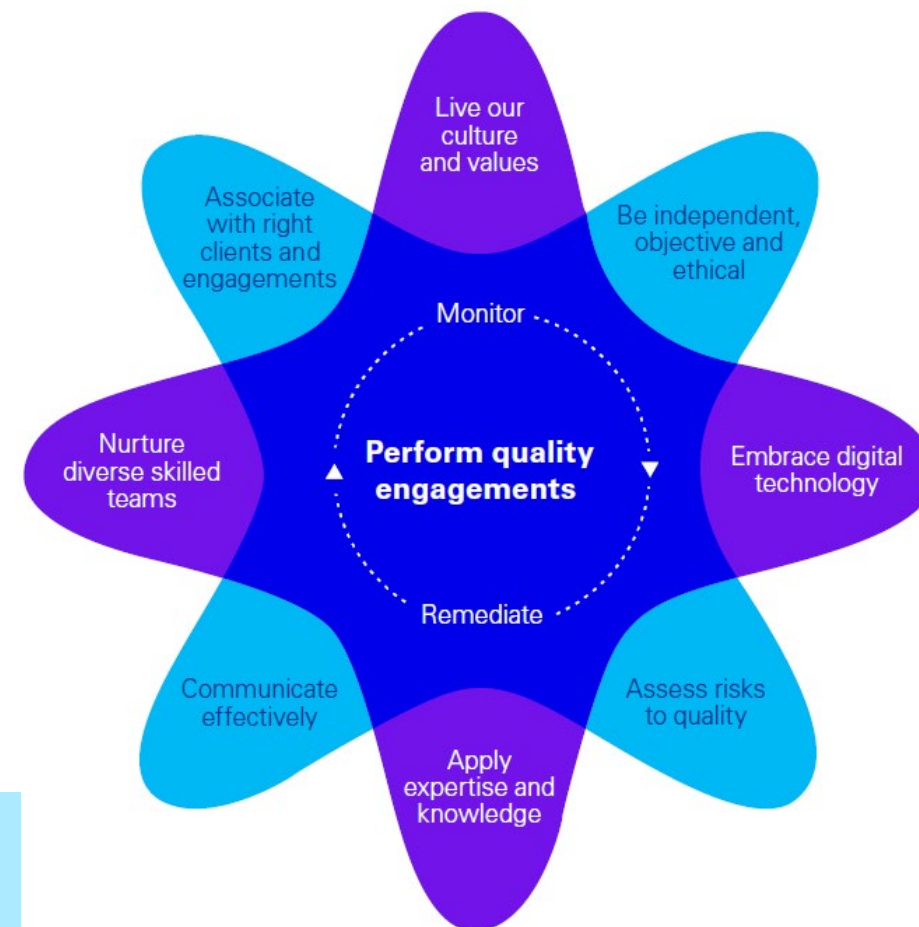 Live our
culture
and values
Associate
with right
clients and
engagements
Be independent,
objective and
ethical
Monitor
Nurture
diverse skilled
teams
Perform quality
engagements
Embrace digital
technology
Remediate
Communicate
effectively
Assess risks
to quality
Apply
expertise and
knowledge